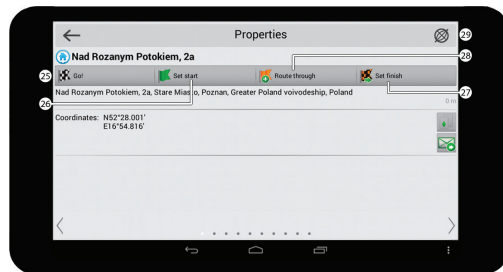 Properties
29
Nad Rozanym Potokiem, 2a
28
25
Go!
Set start
Route through
Set finish
26
27
Nad Rozanym Potokiem, 2a, Stare Miasto, Poznan, Greater Poland voivodeship, Poland
0 m
Coordinates: N52°28.001'
E16°54.816'